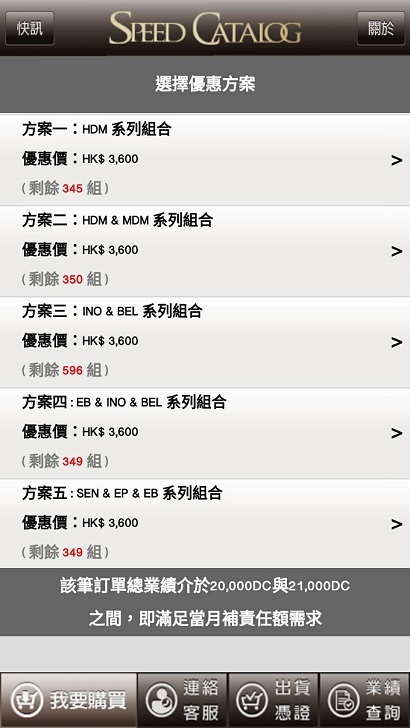 快訊
SPEED CATALOG
關於
選擇優惠方案
方案一：HDM 系列組合
優惠價：HK$ 3,600
>
( 剩餘 345 組 )
方案二：HDM & MDM 系列組合
優惠價：HK$ 3,600
>
( 剩餘 350 組 )
方案三：INO & BEL 系列組合
優惠價：HK$ 3,600
>
( 剩餘 596 組 )
方案四 : EB & INO & BEL 系列組合
優惠價：HK$ 3,600
>
( 剩餘 349 組 )
方案五 : SEN & EP & EB 系列組合
優惠價：HK$ 3,600
>
( 剩餘 349 組 )
該筆訂單總業績介於20,000DC與21,000DC
之間，即滿足當月補責任額需求
我要購買
連絡
客服
出貨
憑證
業績
查詢